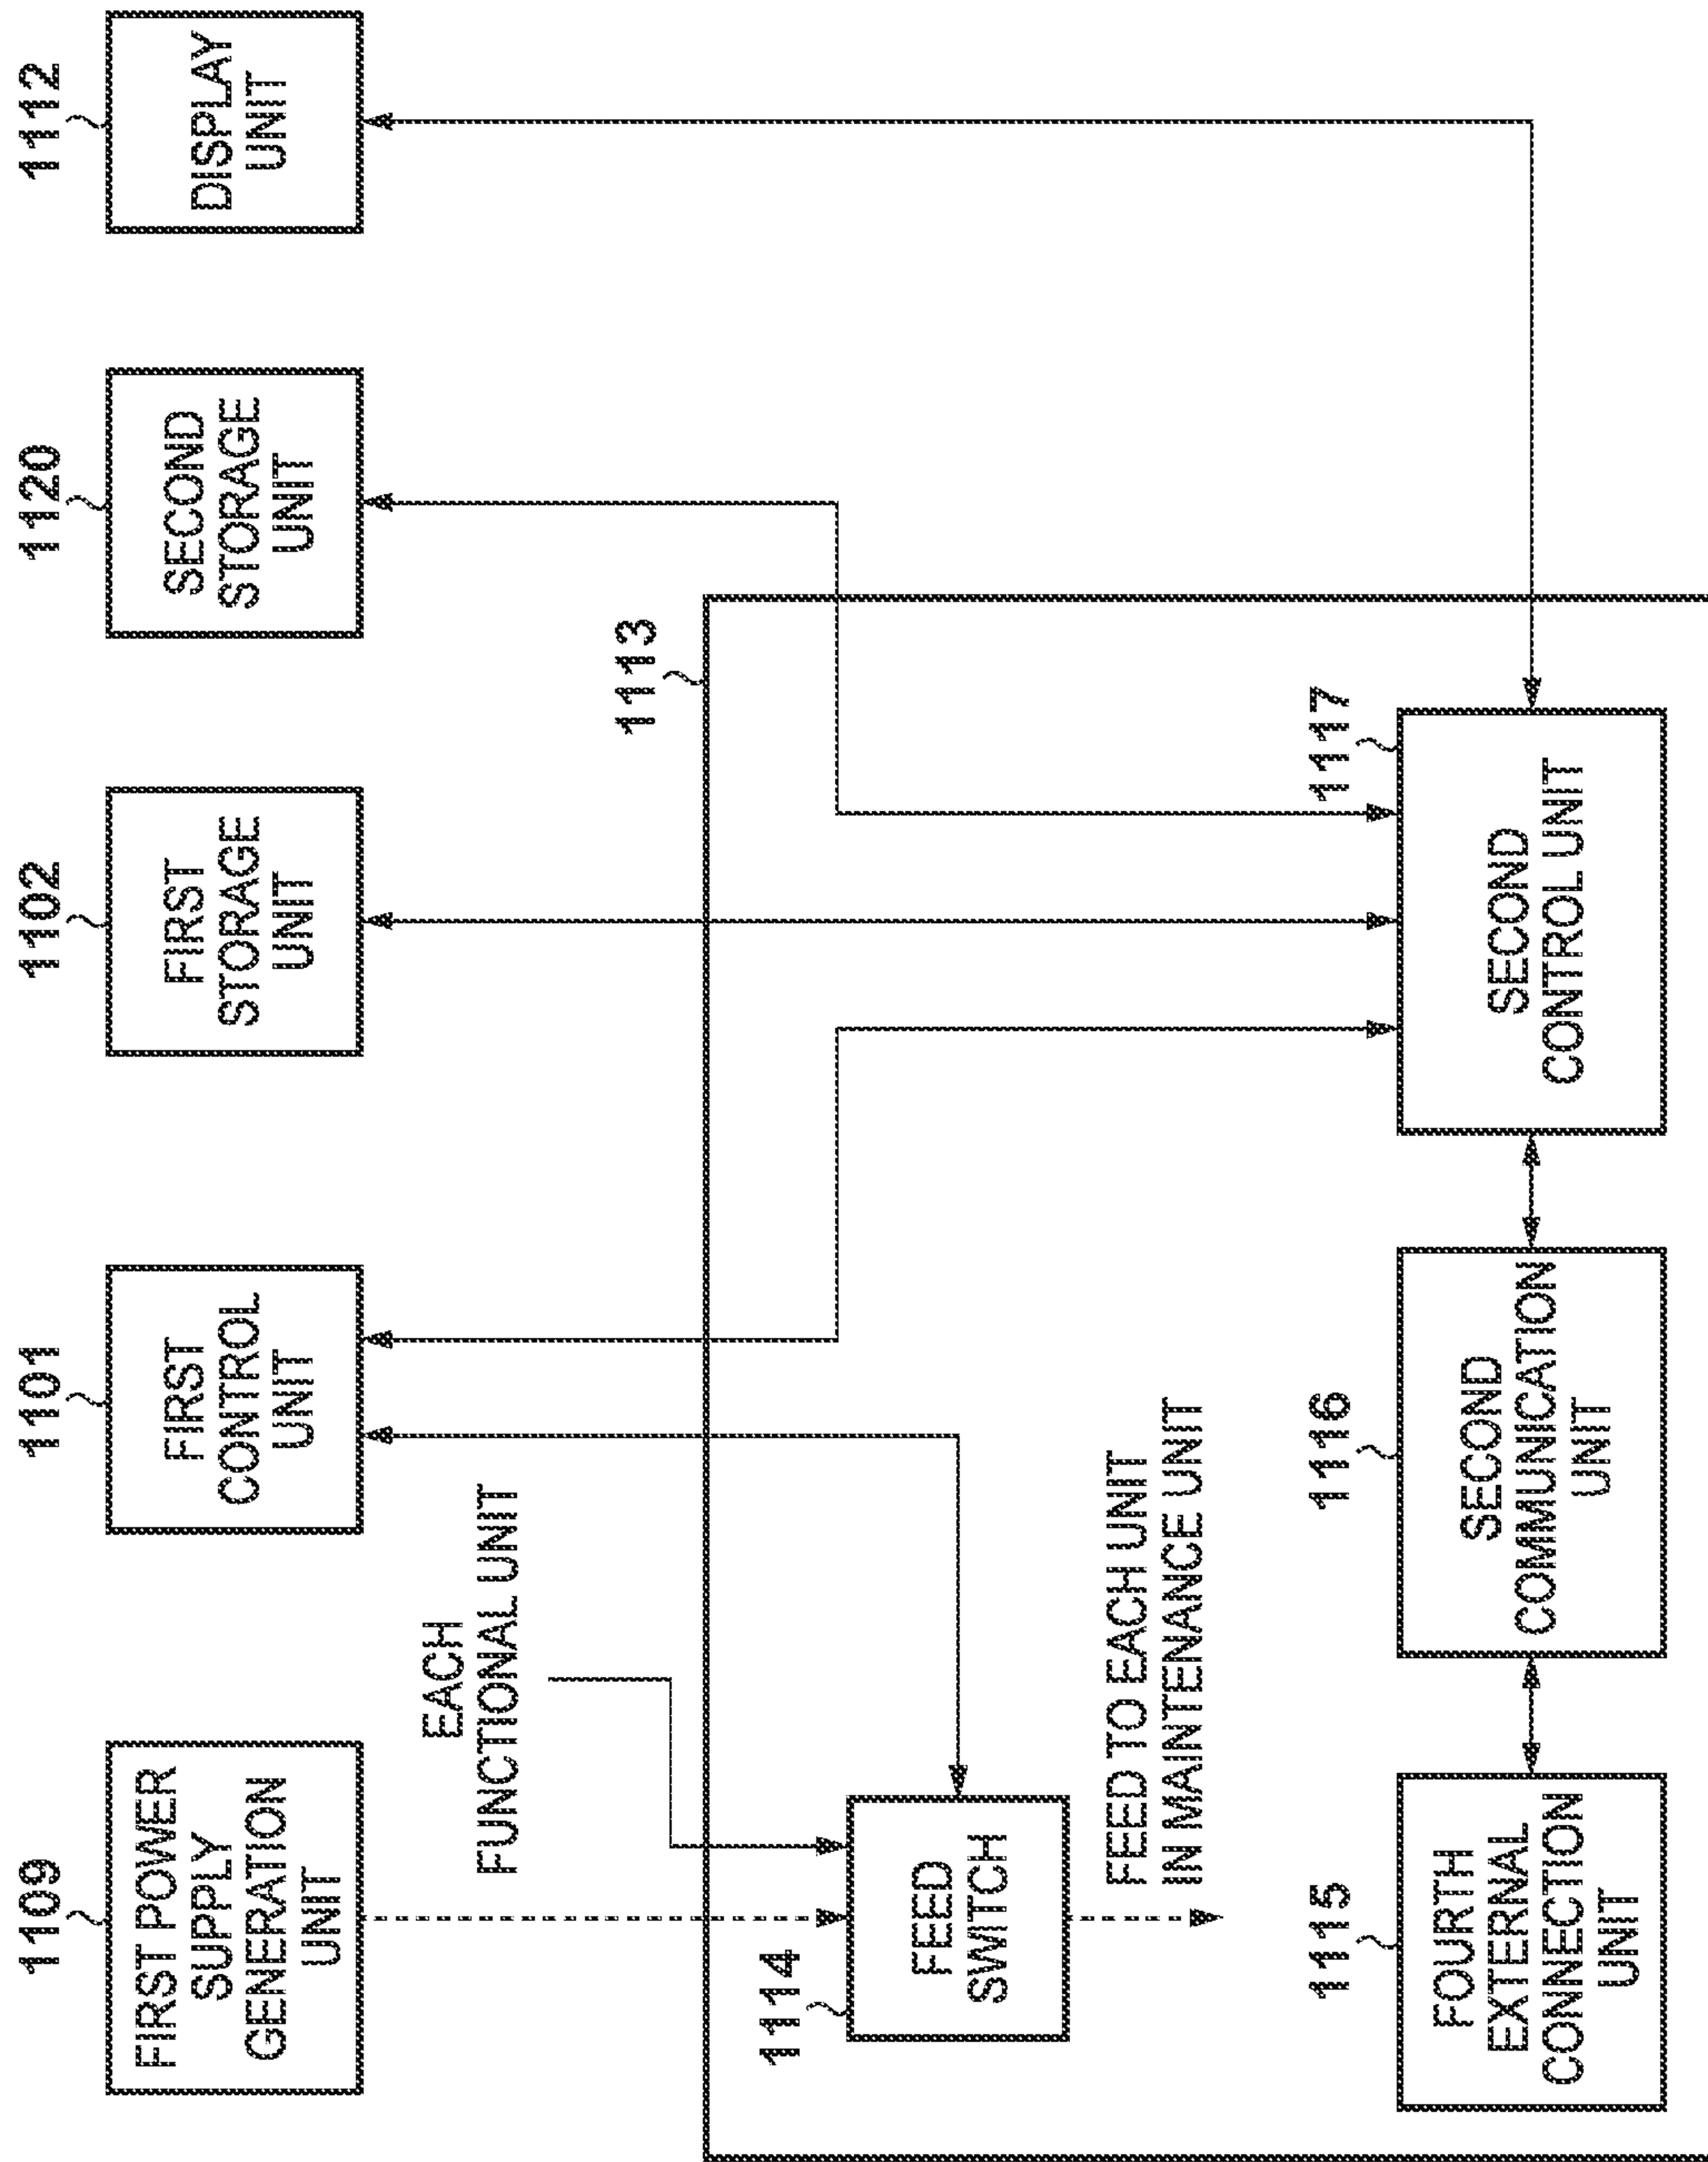 1109
FIRST POWER
SUPPLY
GENERATION
UNIT
1101
FIRST
CONTROL
UNIT
1102
FIRST
STORAGE
UNIT
1120
SECOND
STORAGE
UNIT
1112
DISPLAY
UNIT
EACH
FUNCTIONAL UNIT
1113
1114
FEED
SWITCH
FEED TO EACH UNIT
IN MAINTENANCE UNIT
1115
FOURTH
EXTERNAL
CONNECTION
UNIT
1116
SECOND
COMMUNICATION
UNIT
1117
SECOND
CONTROL UNIT